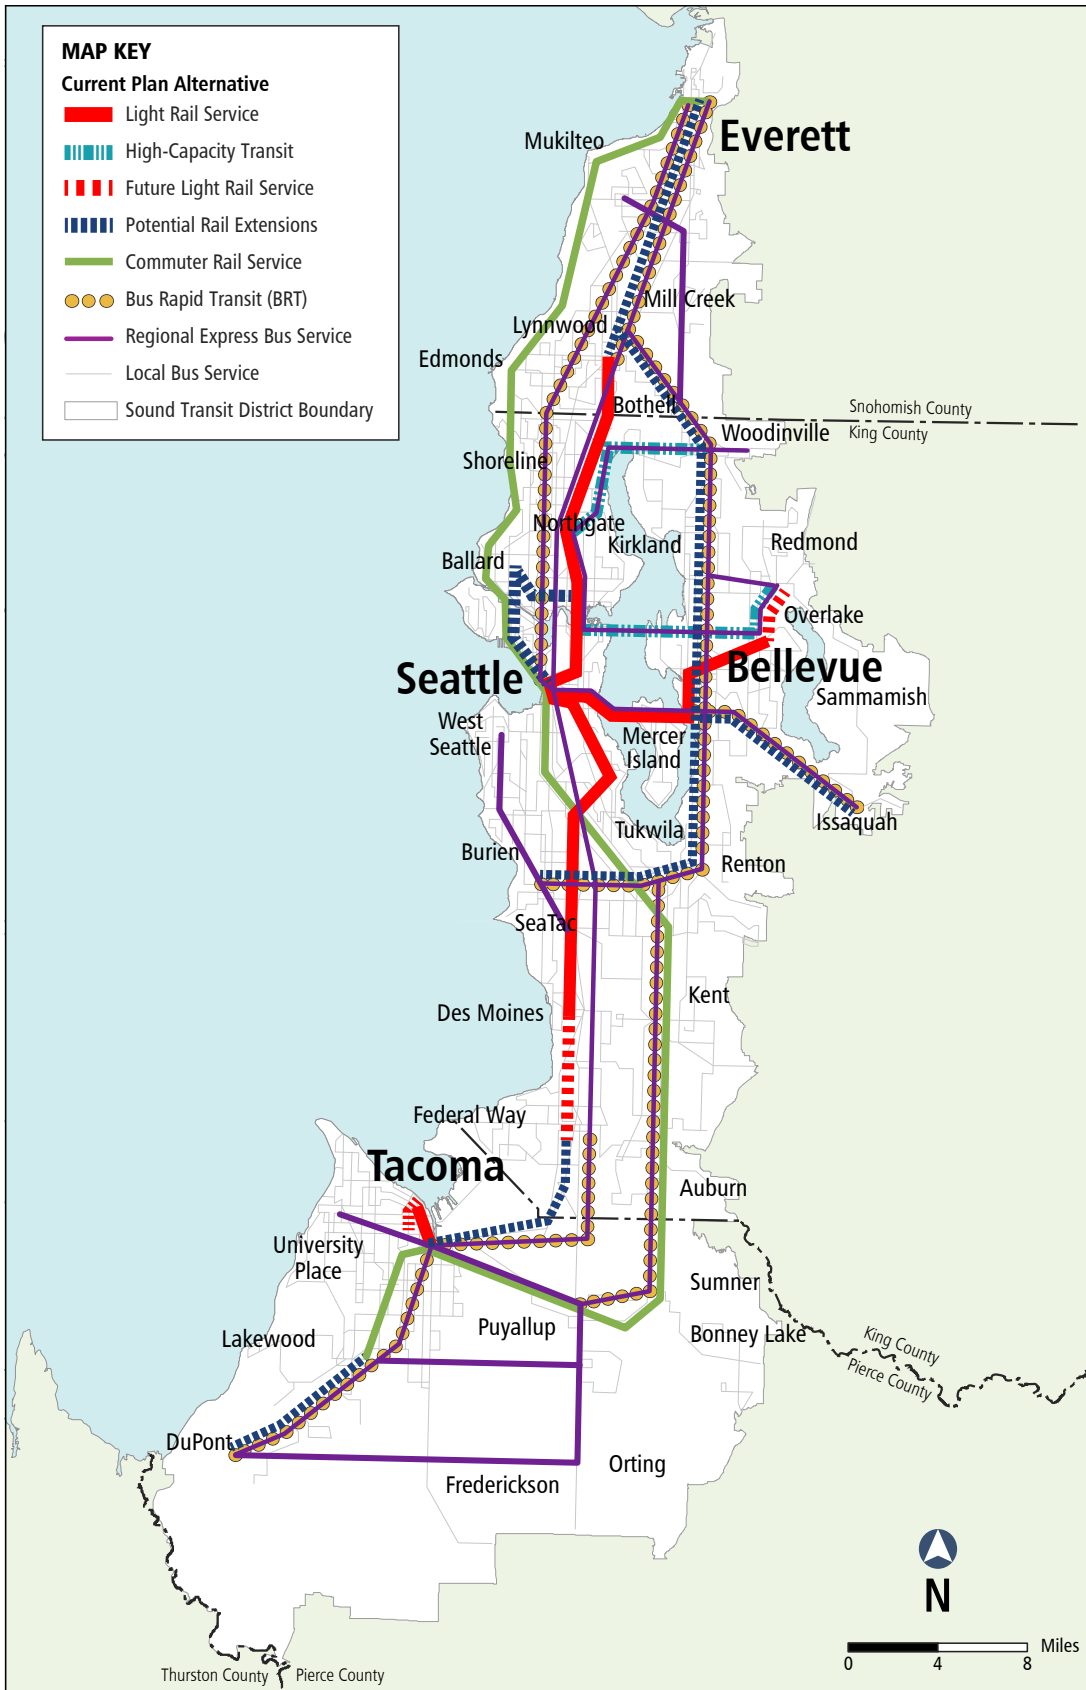 MAP KEY
Current Plan Alternative
Light Rail Service
High-Capacity Transit
Future Light Rail Service
Potential Rail Extensions
Commuter Rail Service
Bus Rapid Transit (BRT)
Regional Express Bus Service
Local Bus Service
Sound Transit District Boundary
Everett
Mukilteo
Mill Creek
Lynnwood
Edmonds
Bothell
Snohomish County
King County
Woodinville
Shoreline
Northgate
Kirkland
Redmond
Ballard
Overlake
Seattle
Bellevue
Sammamish
West
Seattle
Mercer
Island
Issaquah
Tukwila
Burien
Renton
SeaTac
Kent
Des Moines
Federal Way
Tacoma
Auburn
University
Place
Sumner
Puyallup
Bonney Lake
Lakewood
King County
Pierce County
DuPont
Orting
Frederickson
N
Miles
0 4 8
Thurston County
Pierce County